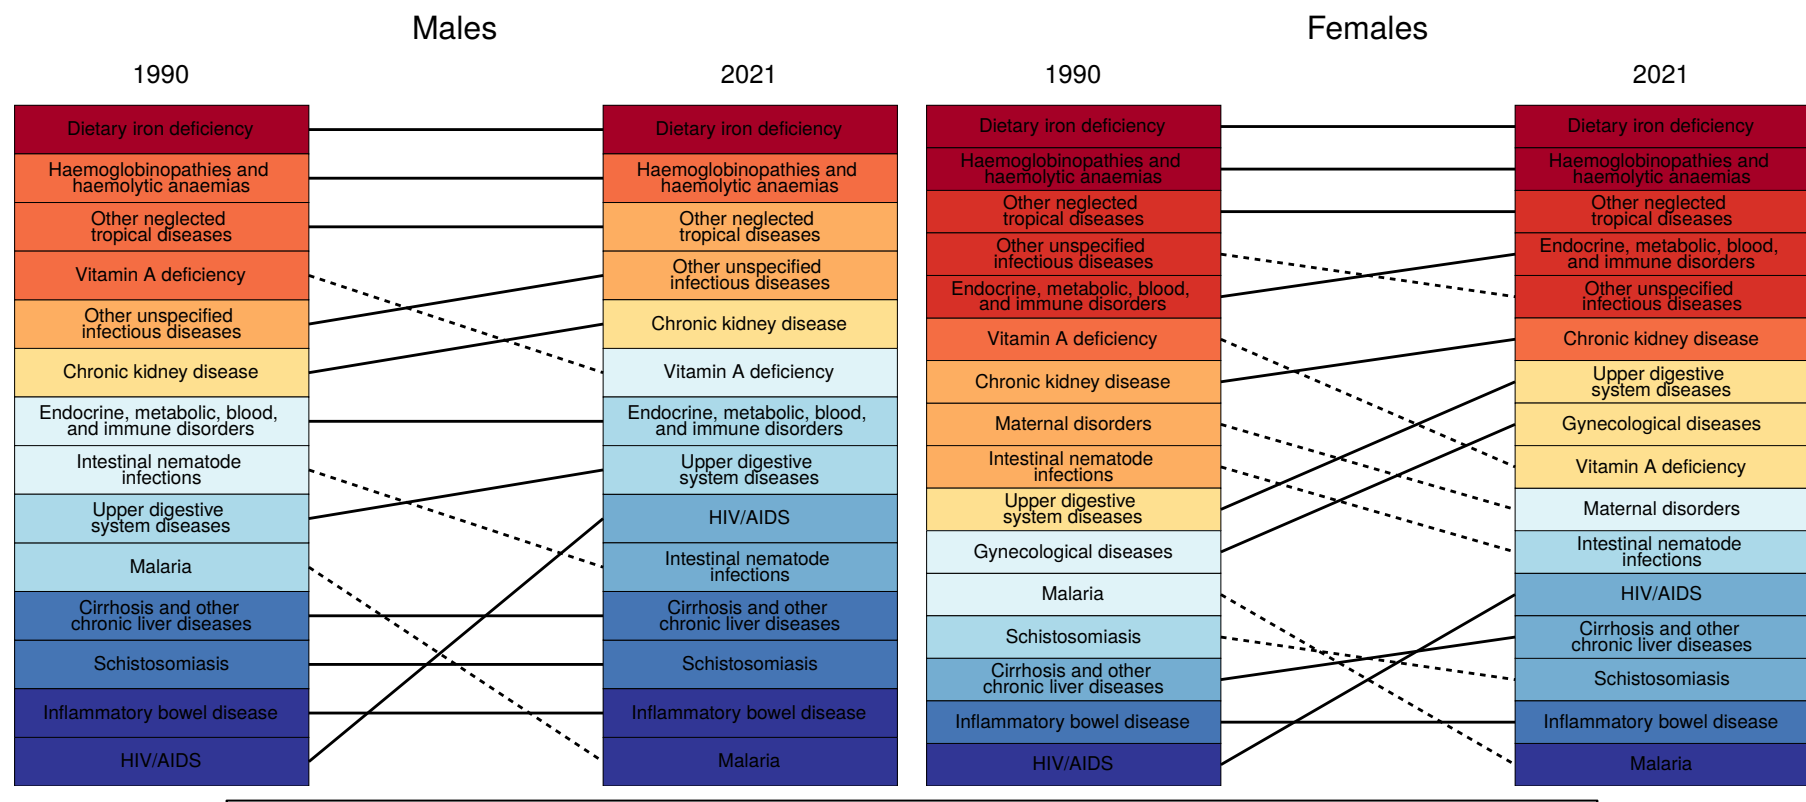 Males
Females
1990
2021
1990
2021
Dietary iron deficiency
Haemoglobinopathies and
haemolytic anaemias
Other neglected
tropical diseases
Vitamin A deficiency
Other unspecified
infectious diseases
Chronic kidney disease
Endocrine, metabolic, blood,
and immune disorders
Intestinal nematode
infections
Upper digestive
system diseases
Malaria
Cirrhosis and other
chronic liver diseases
Schistosomiasis
Inflammatory bowel disease
HIV/AIDS
Dietary iron deficiency
Haemoglobinopathies and
haemolytic anaemias
Other neglected
tropical diseases
Other unspecified
infectious diseases
Chronic kidney disease
Vitamin A deficiency
Endocrine, metabolic, blood,
and immune disorders
Upper digestive
system diseases
HIV/AIDS
Intestinal nematode
infections
Cirrhosis and other
chronic liver diseases
Schistosomiasis
Inflammatory bowel disease
Malaria
Dietary iron deficiency
Haemoglobinopathies and
haemolytic anaemias
Other neglected
tropical diseases
Other unspecified
infectious diseases
Endocrine, metabolic, blood,
and immune disorders
Vitamin A deficiency
Chronic kidney disease
Maternal disorders
Intestinal nematode
infections
Upper digestive
system diseases
Gynecological diseases
Malaria
Schistosomiasis
Cirrhosis and other
chronic liver diseases
Inflammatory bowel disease
HIV/AIDS
Dietary iron deficiency
Haemoglobinopathies and
haemolytic anaemias
Other neglected
tropical diseases
Endocrine, metabolic, blood,
and immune disorders
Other unspecified
infectious diseases
Chronic kidney disease
Upper digestive
system diseases
Gynecological diseases
Vitamin A deficiency
Maternal disorders
Intestinal nematode
infections
HIV/AIDS
Cirrhosis and other
chronic liver diseases
Schistosomiasis
Inflammatory bowel disease
Malaria